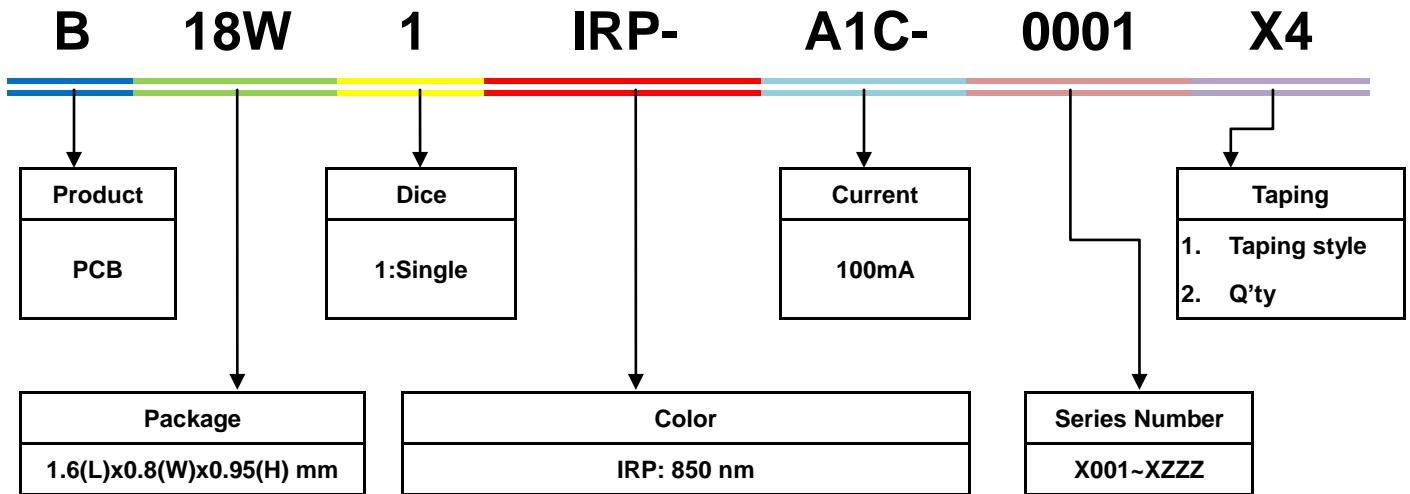 B 18W 1 IRP- A1C- 0001 X4
Product
PCB
Dice
1:Single
Current
100mA
Taping
1. Taping style
2. Q’ty
Package
1.6(L)x0.8(W)x0.95(H) mm
Color
IRP: 850 nm
Series Number
X001~XZZZ